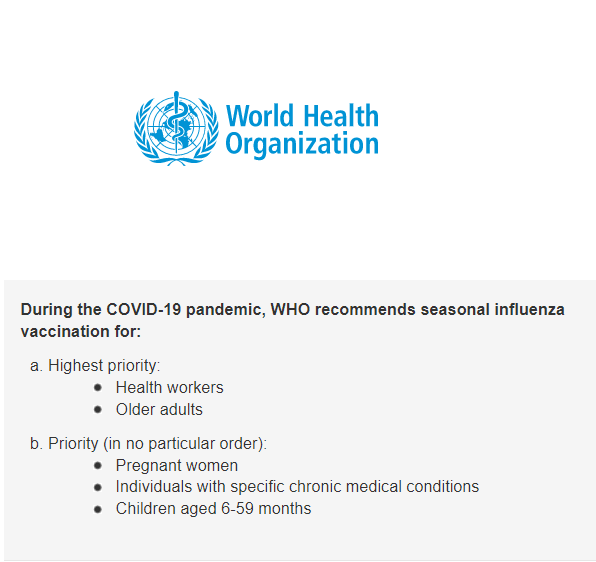 World Health
Organization
During the COVID-19 pandemic, WHO recommends seasonal influenza
vaccination for:
a. Highest priority:
● Health workers
● Older adults
b. Priority (in no particular order):
● Pregnant women
● Individuals with specific chronic medical conditions
● Children aged 6-59 months